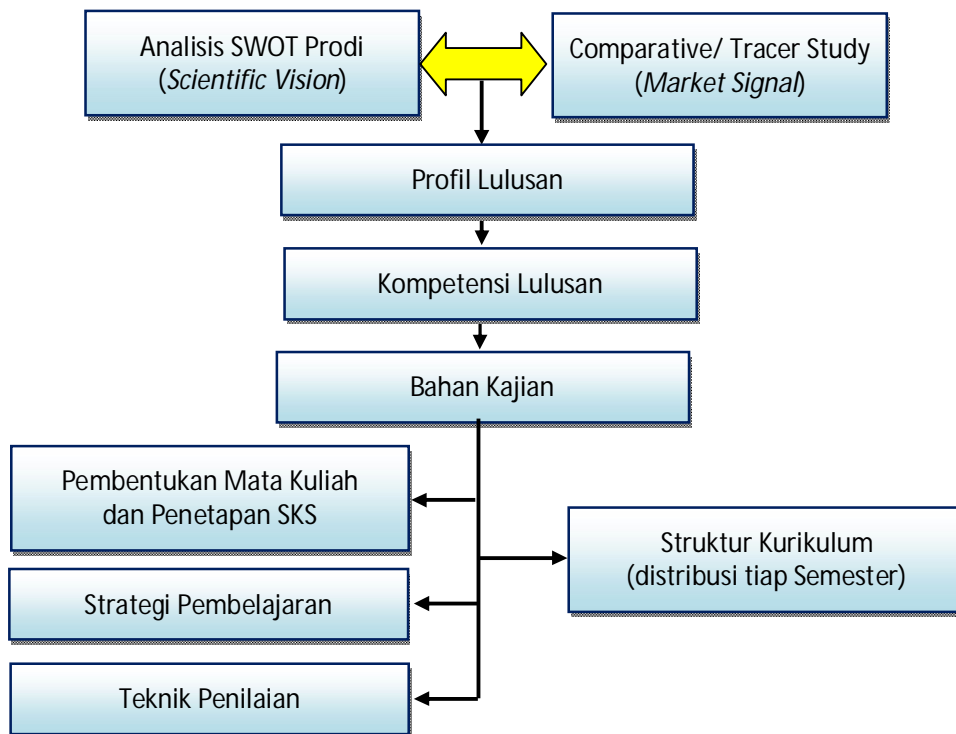 Analisis SWOT Prodi
(Scientific Vision)
Comparative/ Tracer Study
(Market Signal)
Profil Lulusan
Kompetensi Lulusan
Bahan Kajian
Pembentukan Mata Kuliah
dan Penetapan SKS
Struktur Kurikulum
(distribusi tiap Semester)
Strategi Pembelajaran
Teknik Penilaian